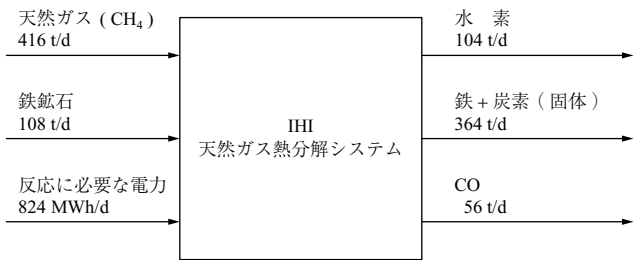 天然ガス ( CH₄ )
416 t/d
鉄鉱石
108 t/d
反応に必要な電力
824 MWh/d
IHI
天然ガス熱分解システム
水　素
104 t/d
鉄 + 炭素 ( 固体 )
364 t/d
CO
56 t/d